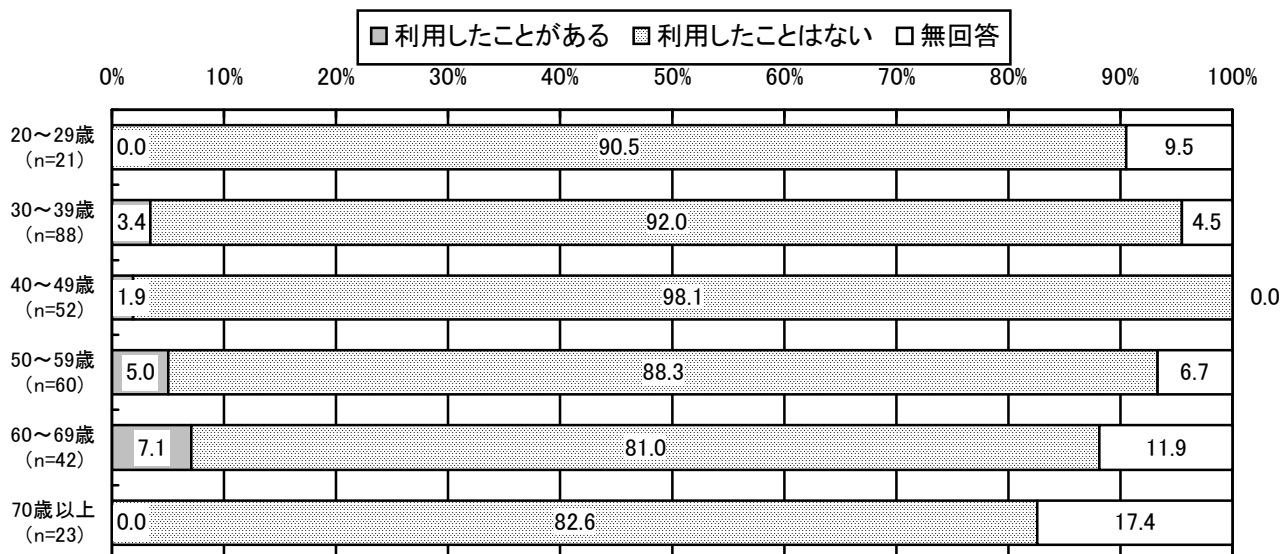 利用したことがある 利用したことはない 無回答
0% 10% 20% 30% 40% 50% 60% 70% 80% 90% 100%
20～29歳
(n=21)
0.0 90.5 9.5
30～39歳
(n=88)
3.4 92.0 4.5
40～49歳
(n=52)
1.9 98.1 0.0
50～59歳
(n=60)
5.0 88.3 6.7
60～69歳
(n=42)
7.1 81.0 11.9
70歳以上
(n=23)
0.0 82.6 17.4